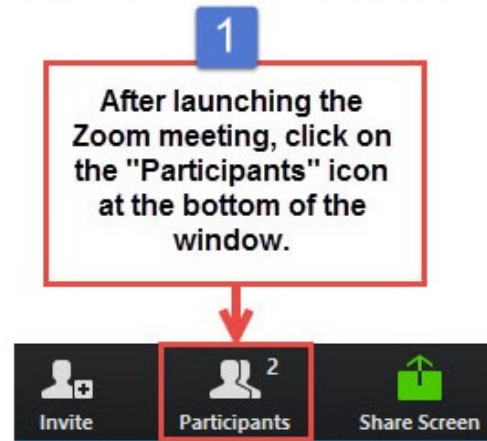 1
After launching the
Zoom meeting, click on
the "Participants" icon
at the bottom of the
window.
2
Invite
Participants
Share Screen